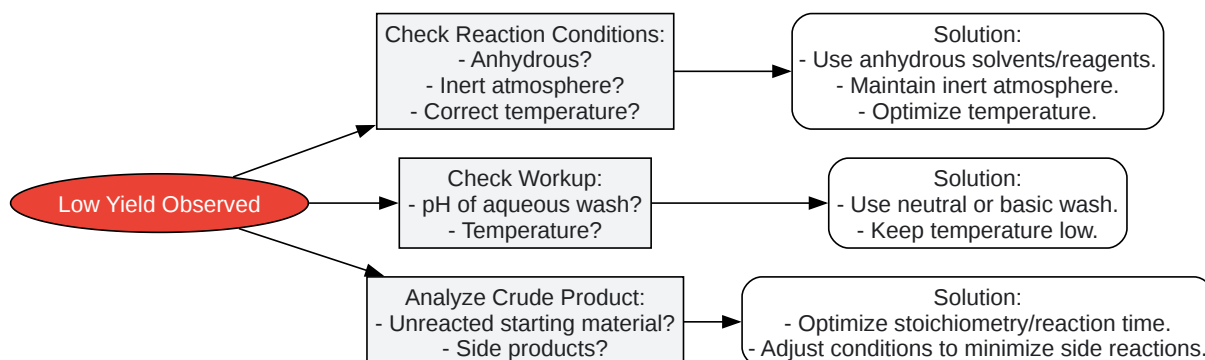 Low Yield Observed
Check Reaction Conditions:
- Anhydrous?
- Inert atmosphere?
- Correct temperature?
Solution:
- Use anhydrous solvents/reagents.
- Maintain inert atmosphere.
- Optimize temperature.
Check Workup:
- pH of aqueous wash?
- Temperature?
Solution:
- Use neutral or basic wash.
- Keep temperature low.
Analyze Crude Product:
- Unreacted starting material?
- Side products?
Solution:
- Optimize stoichiometry/reaction time.
- Adjust conditions to minimize side reactions.